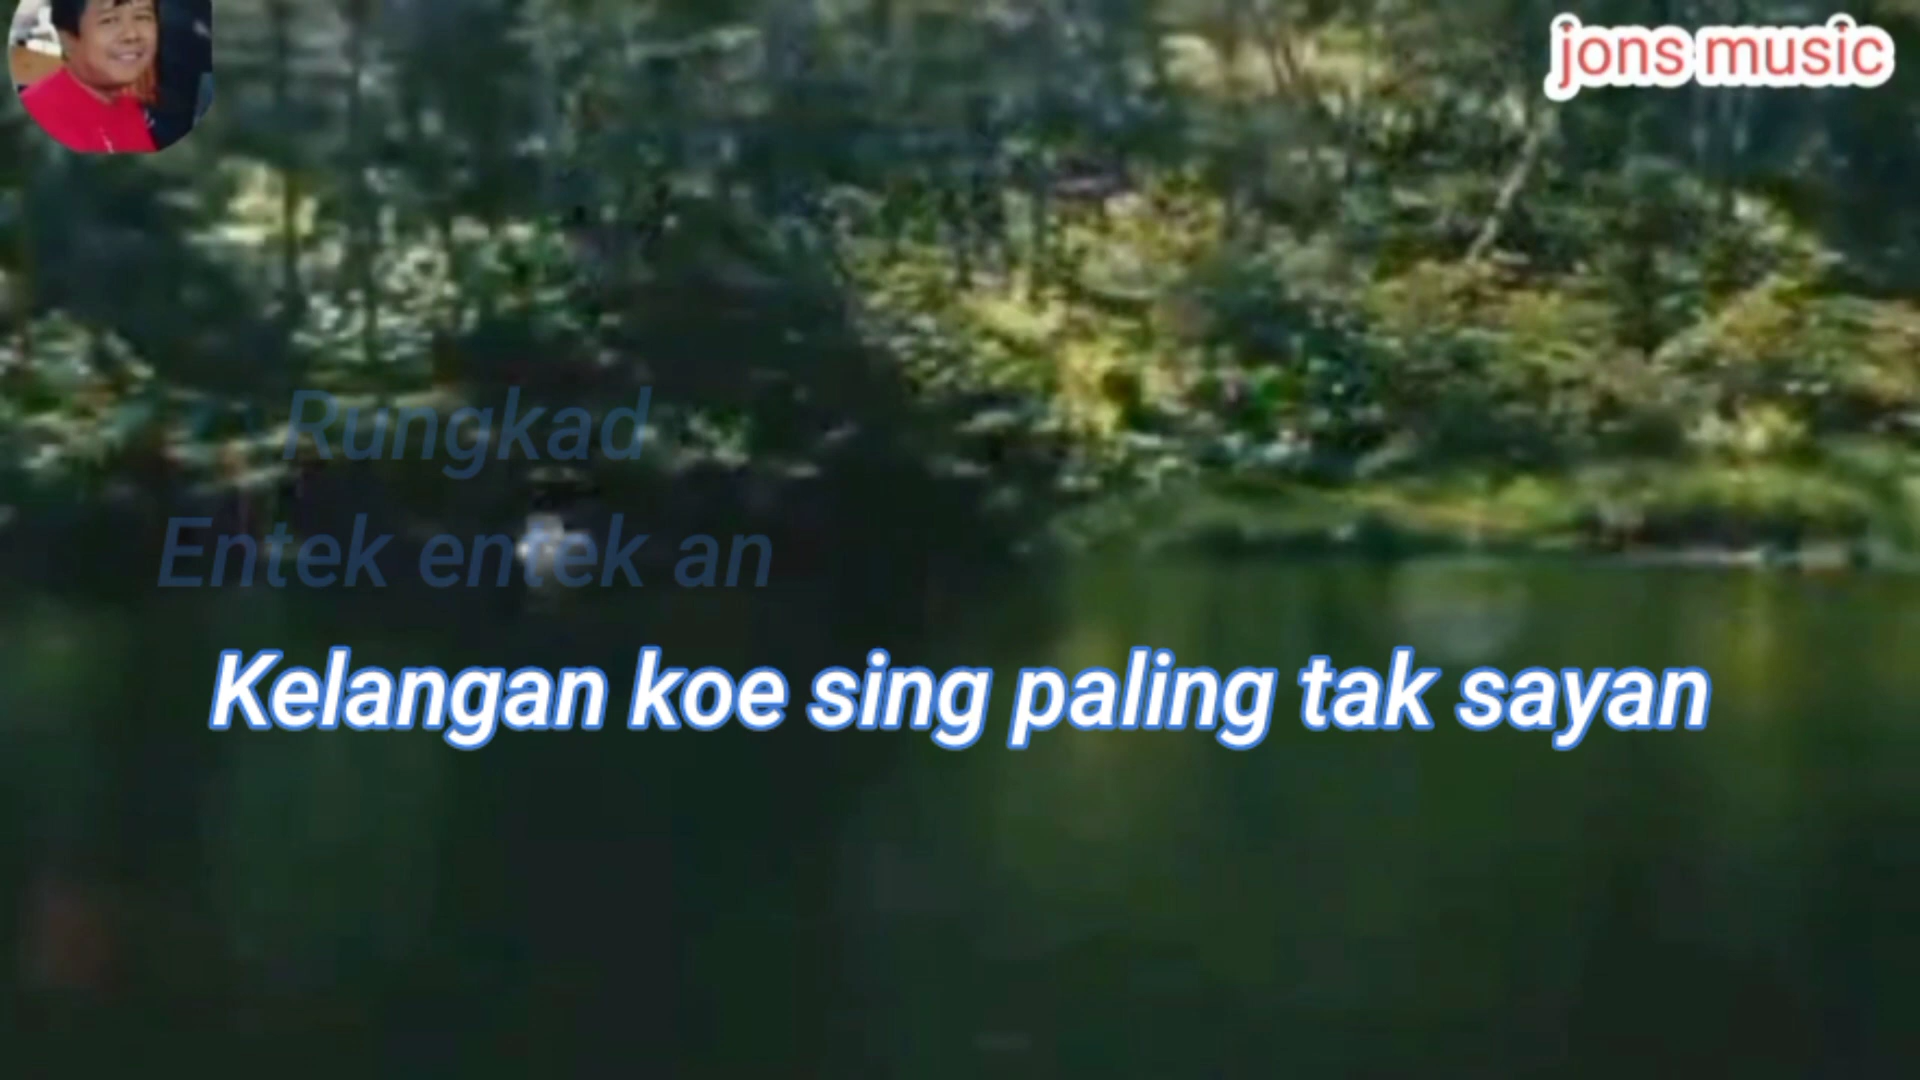 jons music
Rungkad
Entek entek an
Kelangan koe sing paling tak sayan